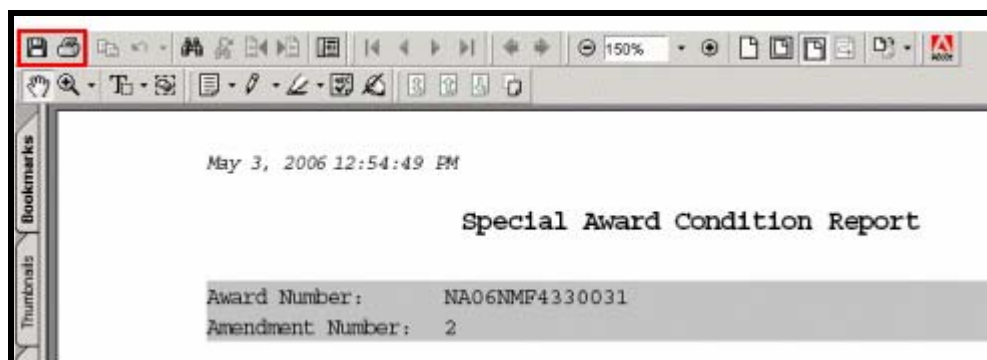 150%
Adobe
Bookmarks
Thumbnails
May 3, 2006 12:54:49 PM
Special Award Condition Report
Award Number: NA06NMF4330031
Amendment Number: 2